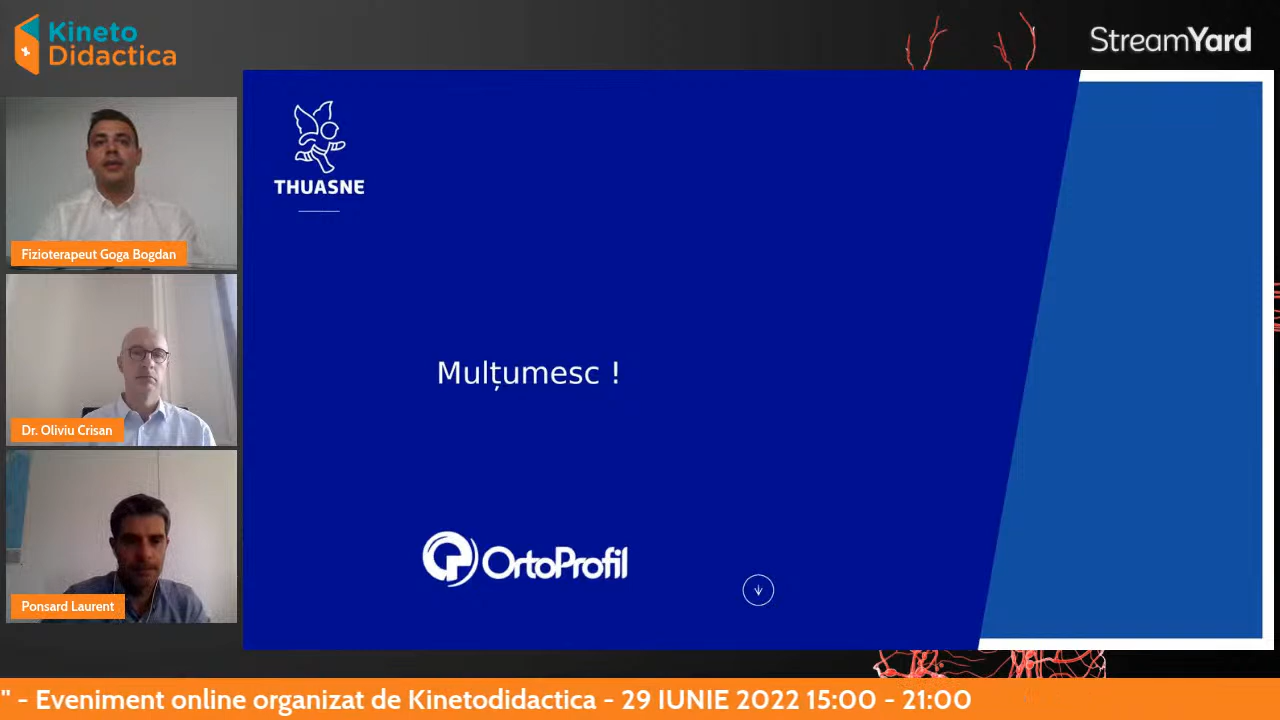 Kineto
Didactica
StreamYard
THUASNE
Fizioterapeut Goga Bogdan
Mulțumesc !
Dr. Oliviu Crisan
OrtoProfil
Ponsard Laurent
" - Eveniment online organizat de Kinetodidactica - 29 IUNIE 2022 15:00 - 21:00